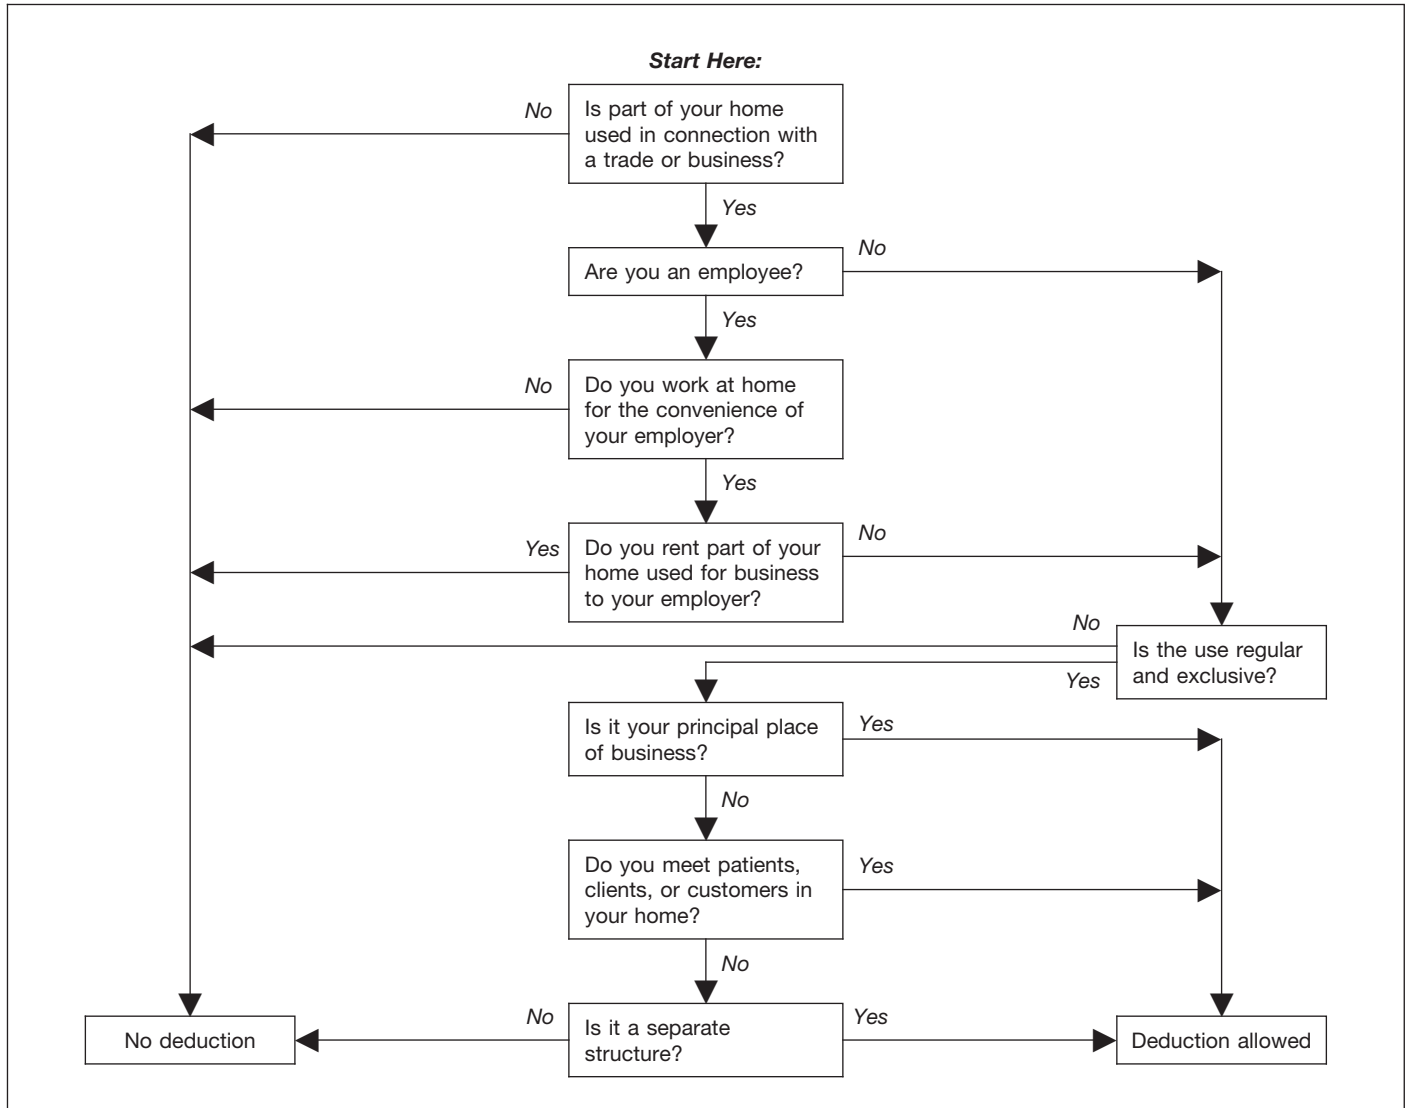 Start Here:
No
Is part of your home
used in connection with
a trade or business?
Yes
Are you an employee?
No
Yes
No
Do you work at home
for the convenience of
your employer?
Yes
Yes
Do you rent part of your
home used for business
to your employer?
No
No
Is the use regular
and exclusive?
Yes
Is it your principal place
of business?
Yes
No
Do you meet patients,
clients, or customers in
your home?
Yes
No
No deduction
No
Is it a separate
structure?
Yes
Deduction allowed